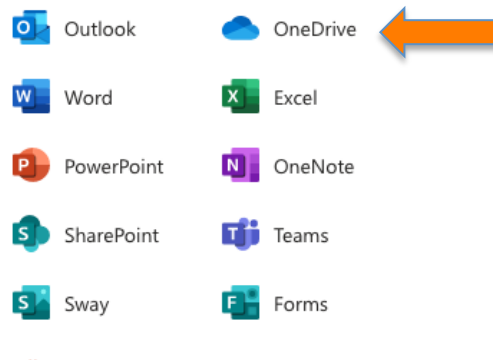 Outlook OneDrive
Word Excel
PowerPoint OneNote
SharePoint Teams
Sway Forms